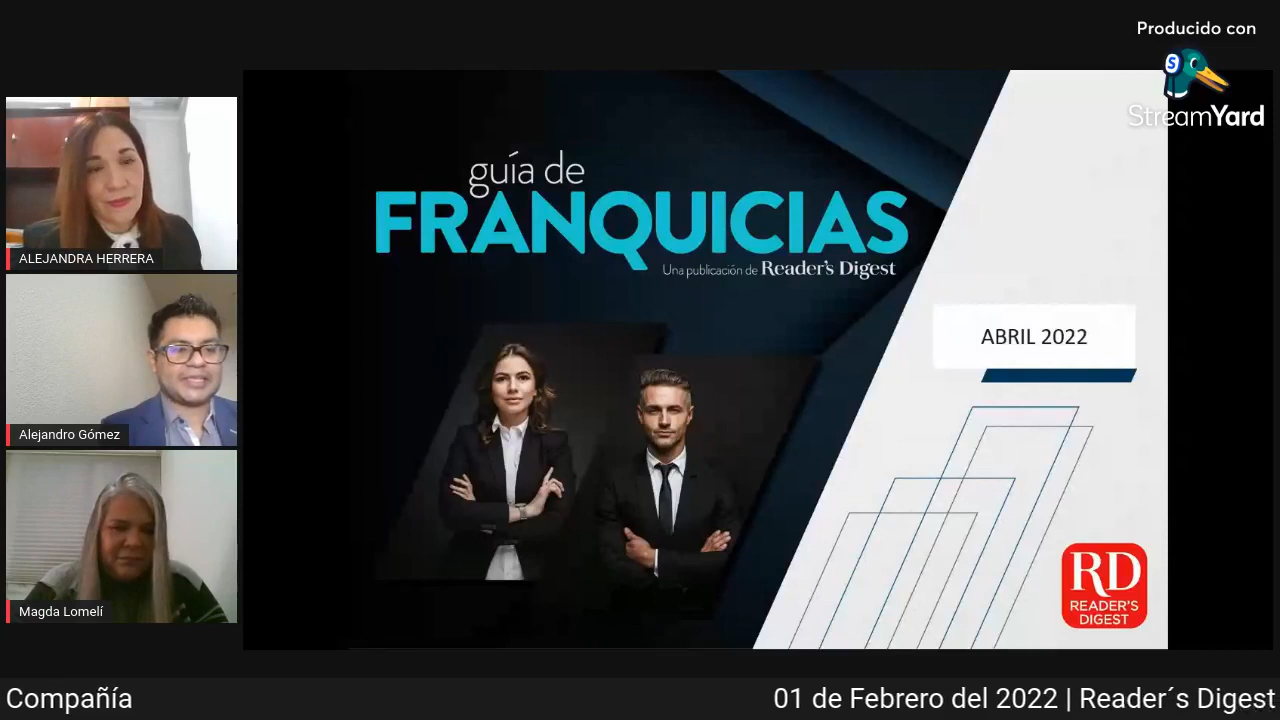 Producido con
StreamYard
ALEJANDRA HERRERA
Alejandro Gómez
Magda Lomelí
guía de
FRANQUICIAS
Una publicación de Reader's Digest
ABRIL 2022
RD
READER'S
DIGEST
Compañía
01 de Febrero del 2022 | Reader´s Digest